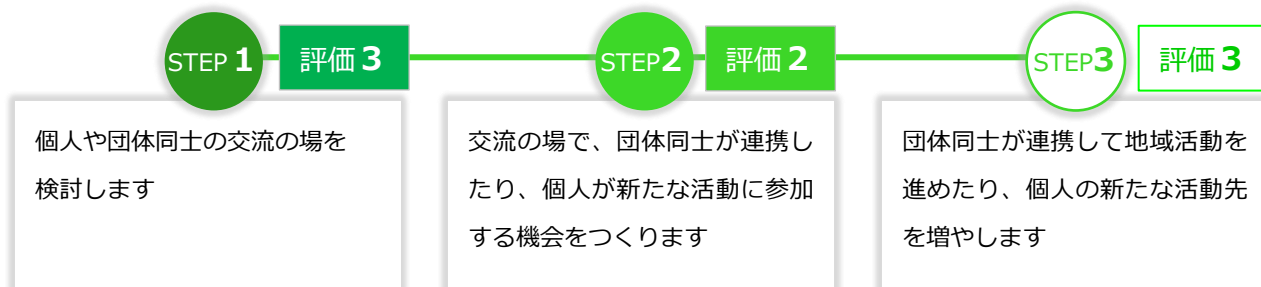 STEP 1 評価 3
個人や団体同士の交流の場を
検討します
STEP2 評価 2
交流の場で、団体同士が連携し
たり、個人が新たな活動に参加
する機会をつくります
STEP3 評価 3
団体同士が連携して地域活動を
進めたり、個人の新たな活動先
を増やします